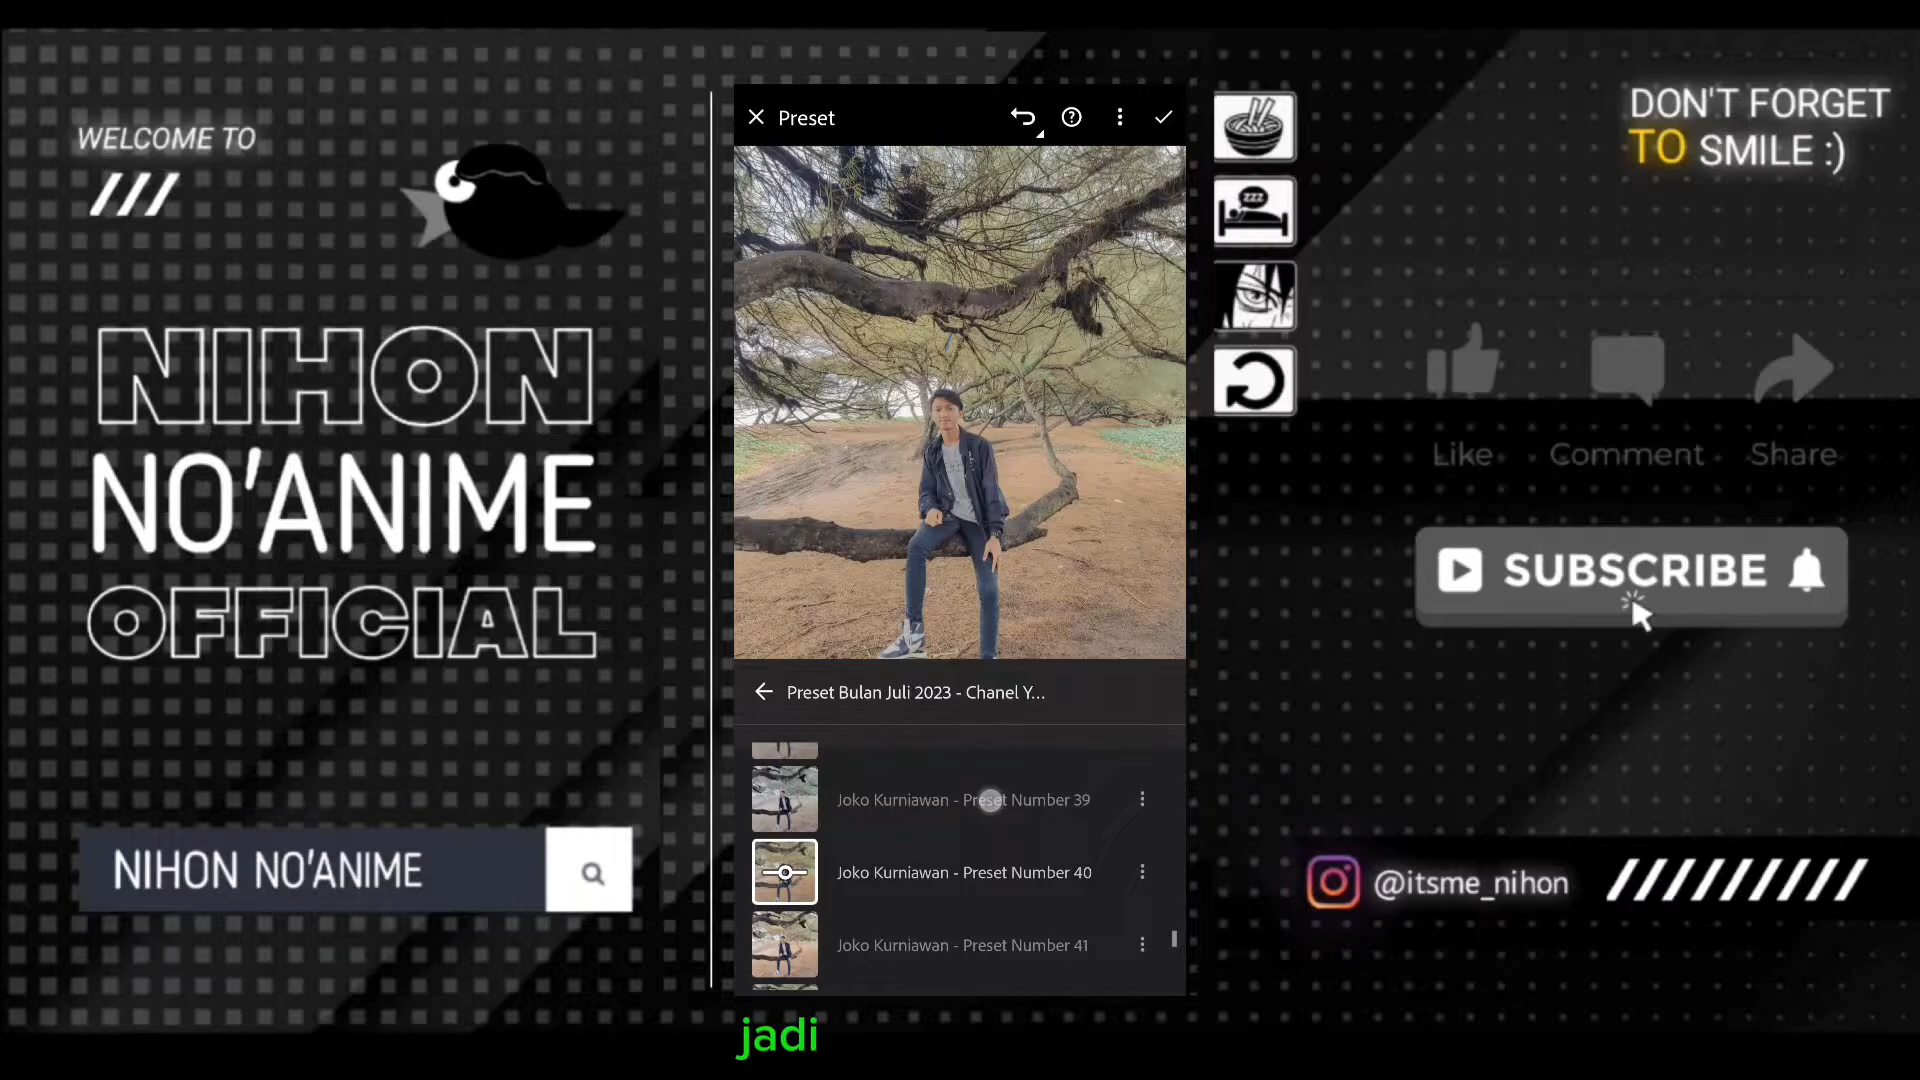 WELCOME TO
NIHON
NO'ANIME
OFFICIAL
NIHON NO'ANIME
Preset
Preset Bulan Juli 2023 - Chanel Y...
Joko Kurniawan - Preset Number 39
Joko Kurniawan - Preset Number 40
Joko Kurniawan - Preset Number 41
jadi
ZZZ
DON'T FORGET
TO SMILE :)
Like Comment Share
SUBSCRIBE
@itsme_nihon